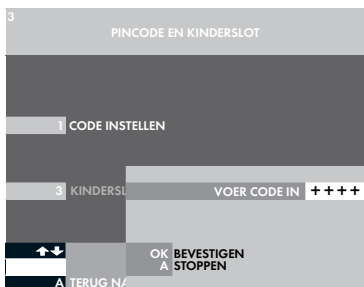 3
PINCODE EN KINDERSLOT
1 CODE INSTELLEN
3 KINDERSL
VOER CODE IN ++++
OK BEVESTIGEN
A STOPPEN
A TERUG NA